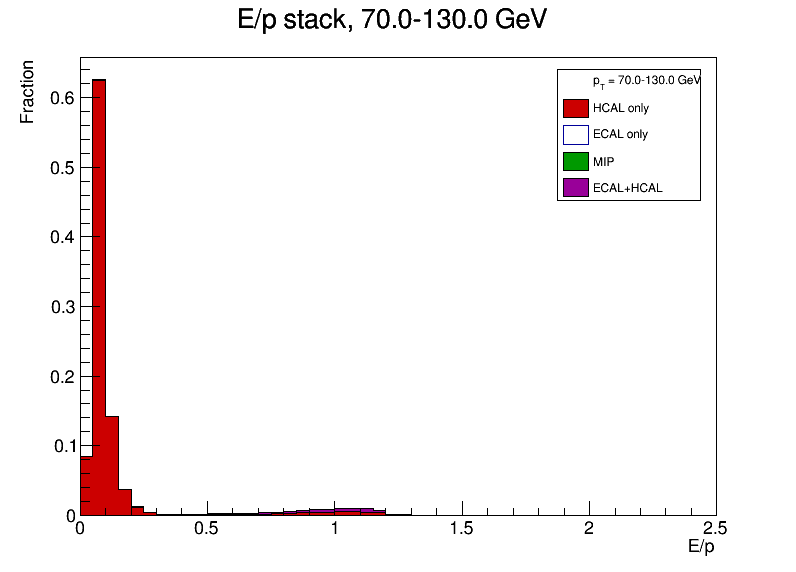 E/p stack, 70.0-130.0 GeV
Fraction
p_T = 70.0-130.0 GeV
HCAL only
ECAL only
MIP
ECAL+HCAL
0.6
0.5
0.4
0.3
0.2
0.1
0
0 0.5 1 1.5 2 2.5
E/p